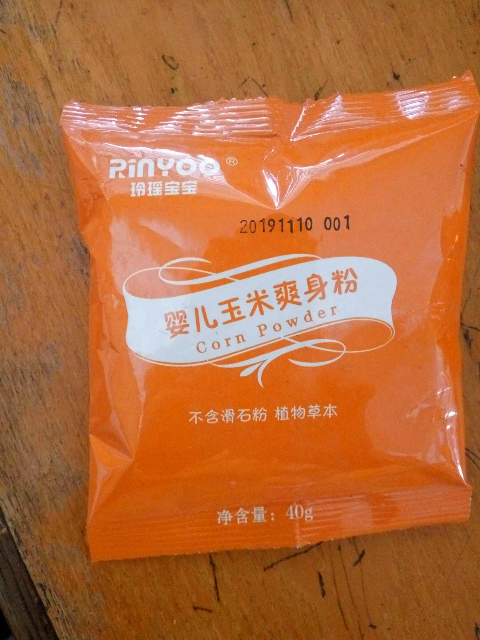 RiNYOO®
玲瑶宝宝
20191110 001
婴儿玉米爽身粉
Corn Powder
不含滑石粉 植物草本
净含量：40g